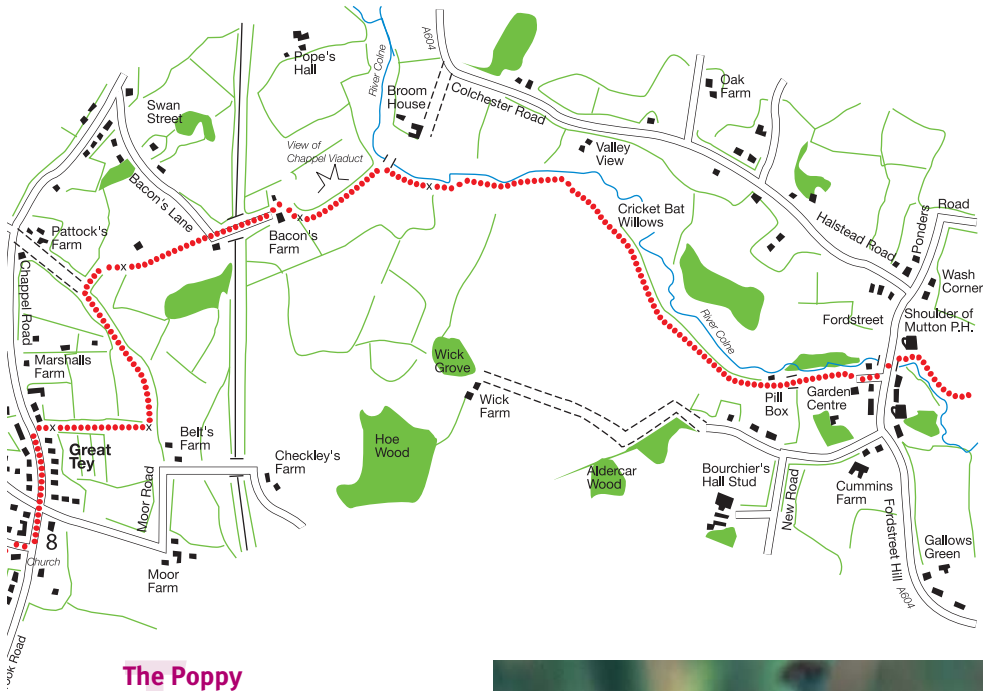 A604
Pope's
Hall
River Colne
Broom
House
Colchester Road
Oak
Farm
Swan
Street
View of
Chappel Viaduct
Valley
View
Bacon's Lane
Cricket Bat
Willows
Halstead Road
Ponders
Road
Pattock's
Farm
Bacon's
Farm
Chappel Road
Wash
Corner
Fordstreet
Shoulder of
Mutton P.H.
River Colne
Marshalls
Farm
Wick
Grove
Wick
Farm
Pill
Box
Garden
Centre
Great
Tey
Belt's
Farm
Hoe
Wood
Checkley's
Farm
Moor Road
Aldercar
Wood
Bourchier's
Hall Stud
New Road
Cummins
Farm
Fordstreet Hill
8
Church
Moor
Farm
Gallows
Green
A604
ook Road
x
x
x
x
x
The Poppy